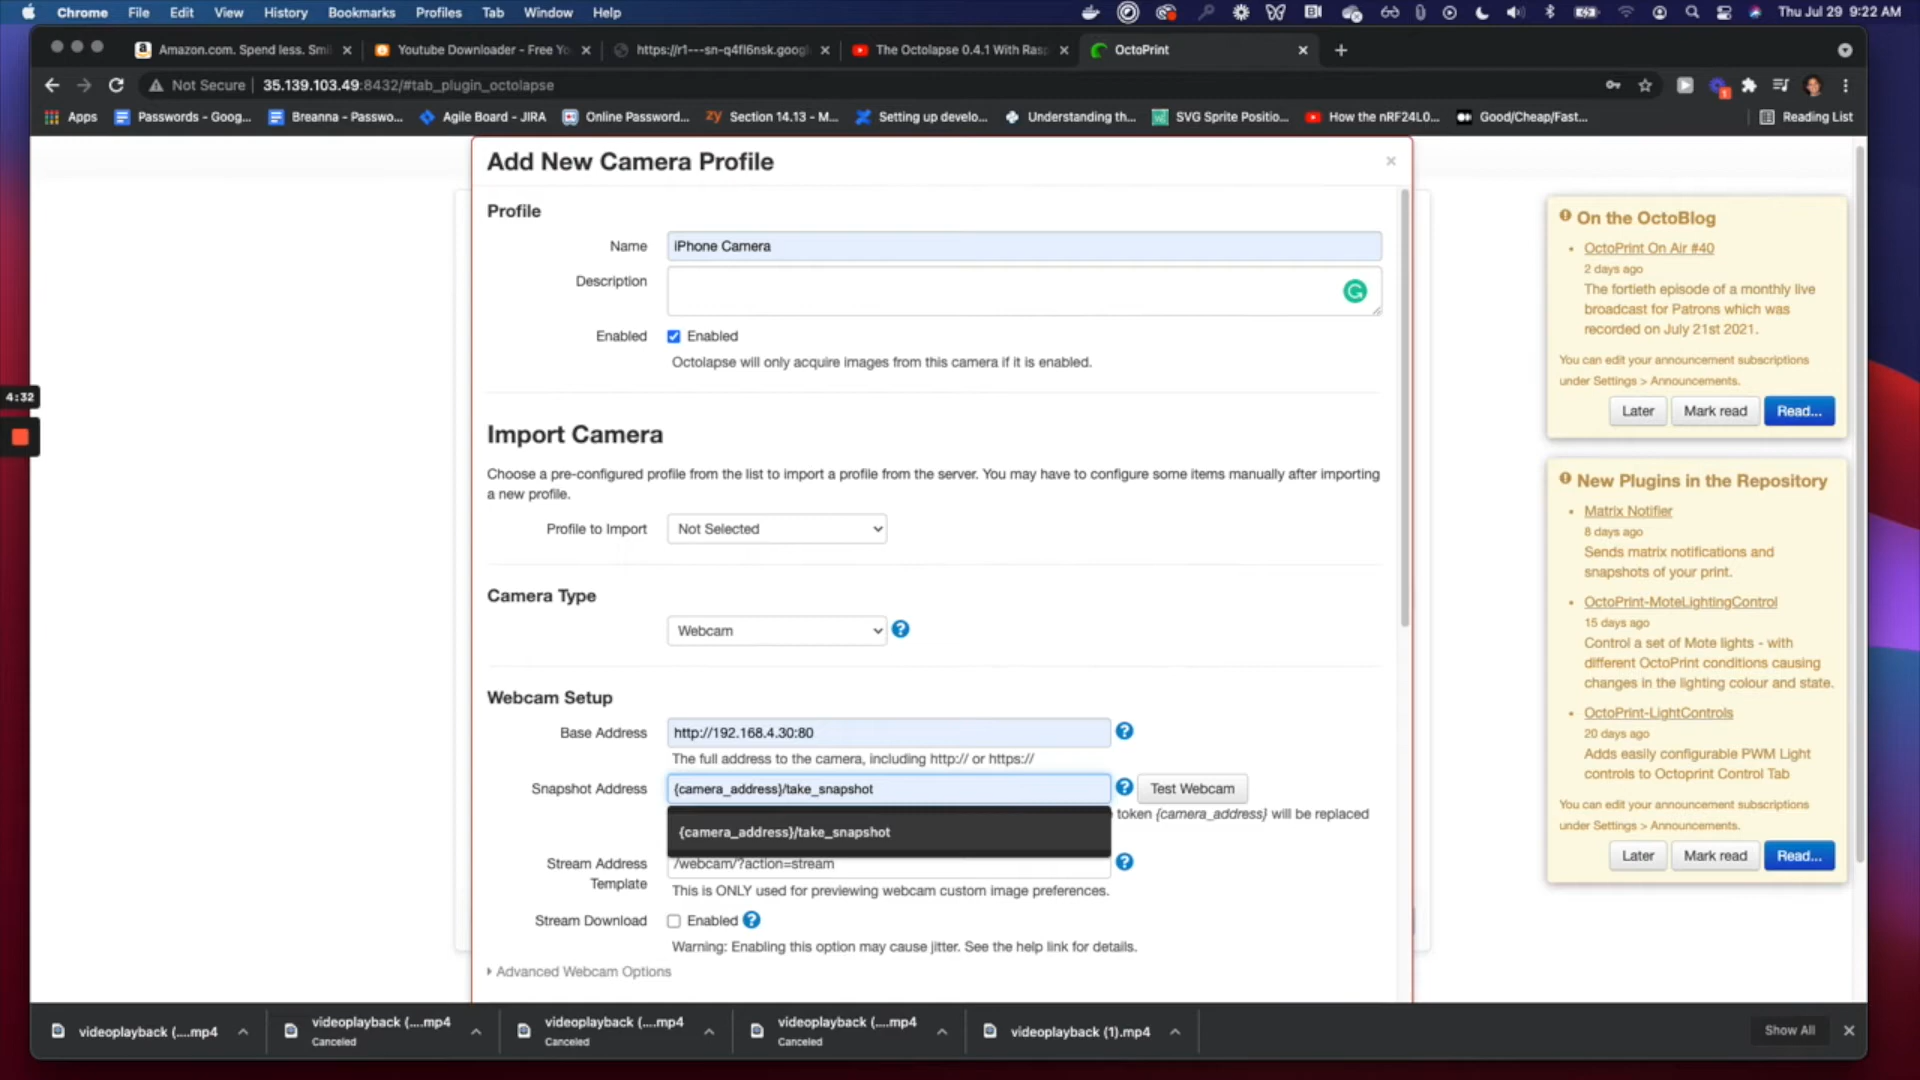 Chrome File Edit View History Bookmarks Profiles Tab Window Help Thu Jul 29 9:22 AM
Amazon.com. Spend less. Smi Youtube Downloader - Free Yo https://r1---sn-q4fl6nsk.googl The Octolapse 0.4.1 With Rasp OctoPrint
Not Secure 35.139.103.49:8432/#tab_plugin_octolapse
Apps Passwords - Goog... Breanna - Passwo... Agile Board - JIRA Online Password... Section 14.13 - M... Setting up develo... Understanding th... SVG Sprite Positio... How the nRF24L0... Good/Cheap/Fast... Reading List
Add New Camera Profile
Profile
Name iPhone Camera
Description
Enabled Enabled
Octolapse will only acquire images from this camera if it is enabled.
4:32
Import Camera
Choose a pre-configured profile from the list to import a profile from the server. You may have to configure some items manually after importing
a new profile.
Profile to Import Not Selected
Camera Type
Webcam
Webcam Setup
Base Address http://192.168.4.30:80
The full address to the camera, including http:// or https://
Snapshot Address {camera_address}/take_snapshot Test Webcam
token {camera_address} will be replaced
{camera_address}/take_snapshot
Stream Address /webcam/?action=stream
Template
This is ONLY used for previewing webcam custom image preferences.
Stream Download Enabled
Warning: Enabling this option may cause jitter. See the help link for details.
Advanced Webcam Options
On the OctoBlog
OctoPrint On Air #40
2 days ago
The fortieth episode of a monthly live
broadcast for Patrons which was
recorded on July 21st 2021.
You can edit your announcement subscriptions
under Settings > Announcements.
Later Mark read Read...
New Plugins in the Repository
Matrix Notifier
8 days ago
Sends matrix notifications and
snapshots of your print.
OctoPrint-MoteLightingControl
15 days ago
Control a set of Mote lights - with
different OctoPrint conditions causing
changes in the lighting colour and state.
OctoPrint-LightControls
20 days ago
Adds easily configurable PWM Light
controls to Octoprint Control Tab
You can edit your announcement subscriptions
under Settings > Announcements.
Later Mark read Read...
videoplayback (....mp4 videoplayback (....mp4 videoplayback (....mp4 videoplayback (....mp4 videoplayback (1).mp4 Show All
Canceled Canceled Canceled